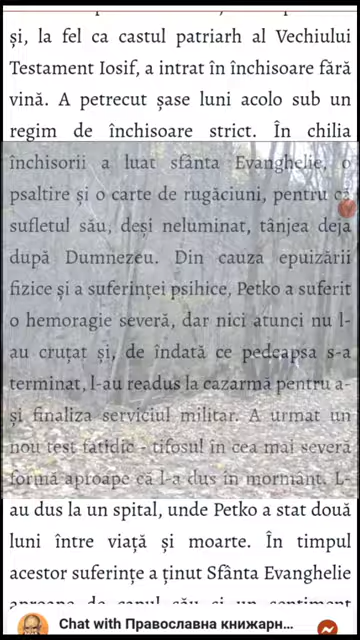 și, la fel ca castul patriarh al Vechiului
Testament Iosif, a intrat în închisoare fără
vină. A petrecut șase luni acolo sub un
regim de închisoare strict. În chilia
închisorii a luat sfânta Evanghelie, o
psaltire și o carte de rugăciuni, pentru că
sufletul său, deși neluminat, tânjea deja
după Dumnezeu. Din cauza epuizării
fizice și a suferinței psihice, Petko a suferit
o hemoragie severă, dar nici atunci nu l-
au cruțat și, de îndată ce pedeapsa s-a
terminat, l-au readus la cazarmă pentru a-
și finaliza serviciul militar. A urmat un
nou test fatidic - tifosul în cea mai severă
formă aproape că l-a dus în mormânt. L-
au dus la un spital, unde Petko a stat două
luni între viață și moarte. În timpul
acestor suferințe a ținut Sfânta Evanghelie
Chat with Православна книжарн...